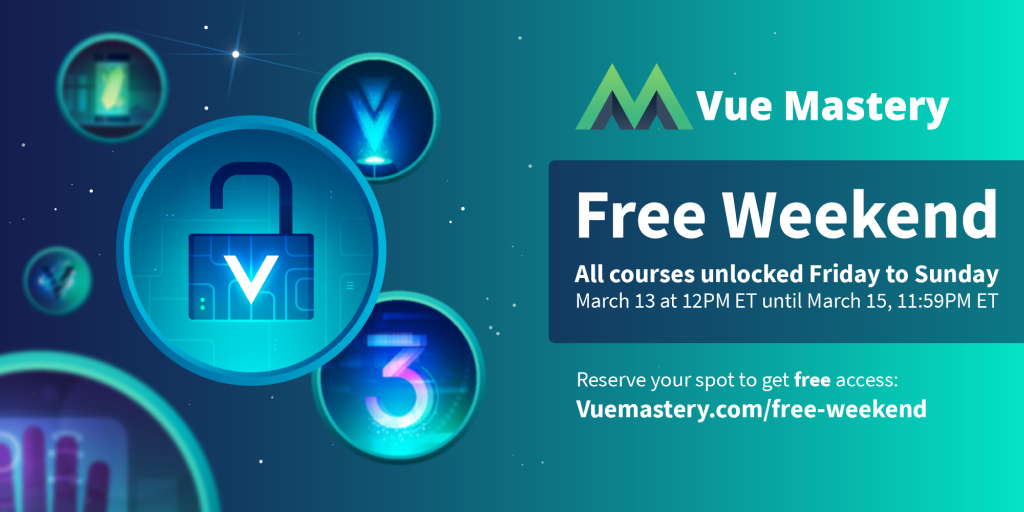 Vue Mastery
Free Weekend
All courses unlocked Friday to Sunday
March 13 at 12PM ET until March 15, 11:59PM ET
3
Reserve your spot to get free access:
Vuemastery.com/free-weekend